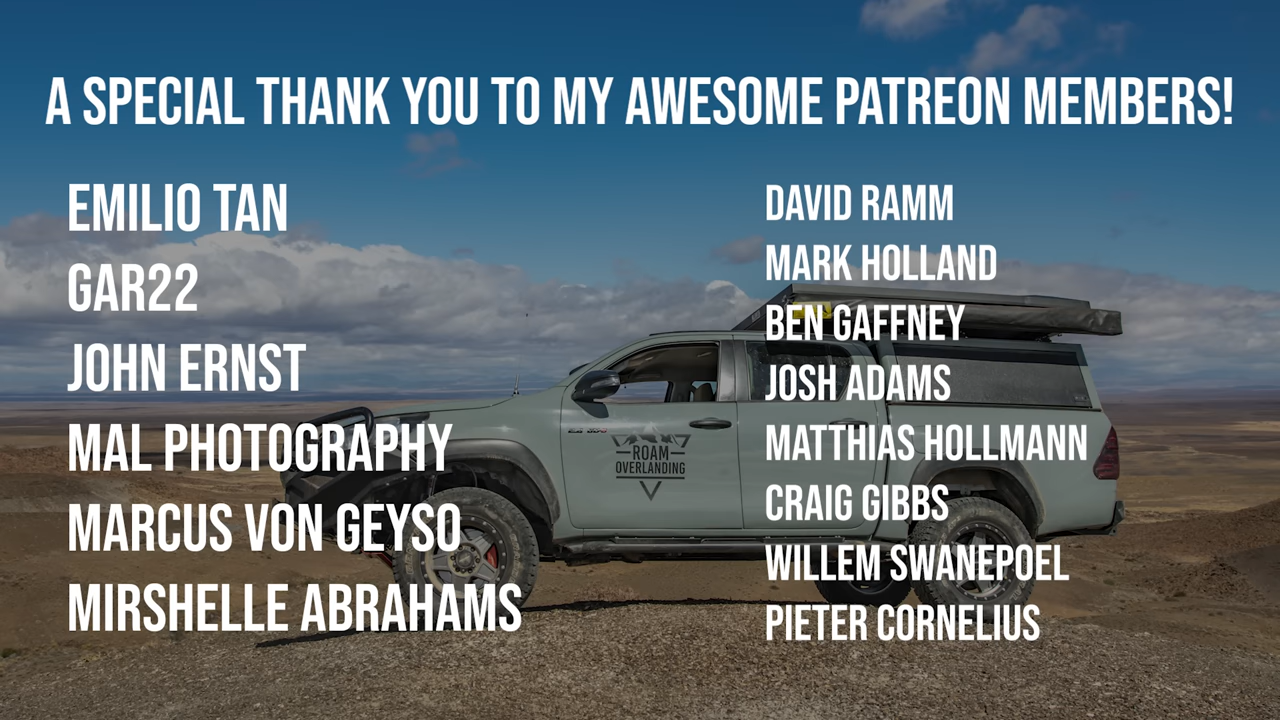 A SPECIAL THANK YOU TO MY AWESOME PATREON MEMBERS!
EMILIO TAN
GAR22
JOHN ERNST
MAL PHOTOGRAPHY
MARCUS VON GEYSO
MIRSHELLE ABRAHAMS
DAVID RAMM
MARK HOLLAND
BEN GAFFNEY
JOSH ADAMS
MATTHIAS HOLLMANN
CRAIG GIBBS
WILLEM SWANEPOEL
PIETER CORNELIUS
ROAM
OVERLANDING